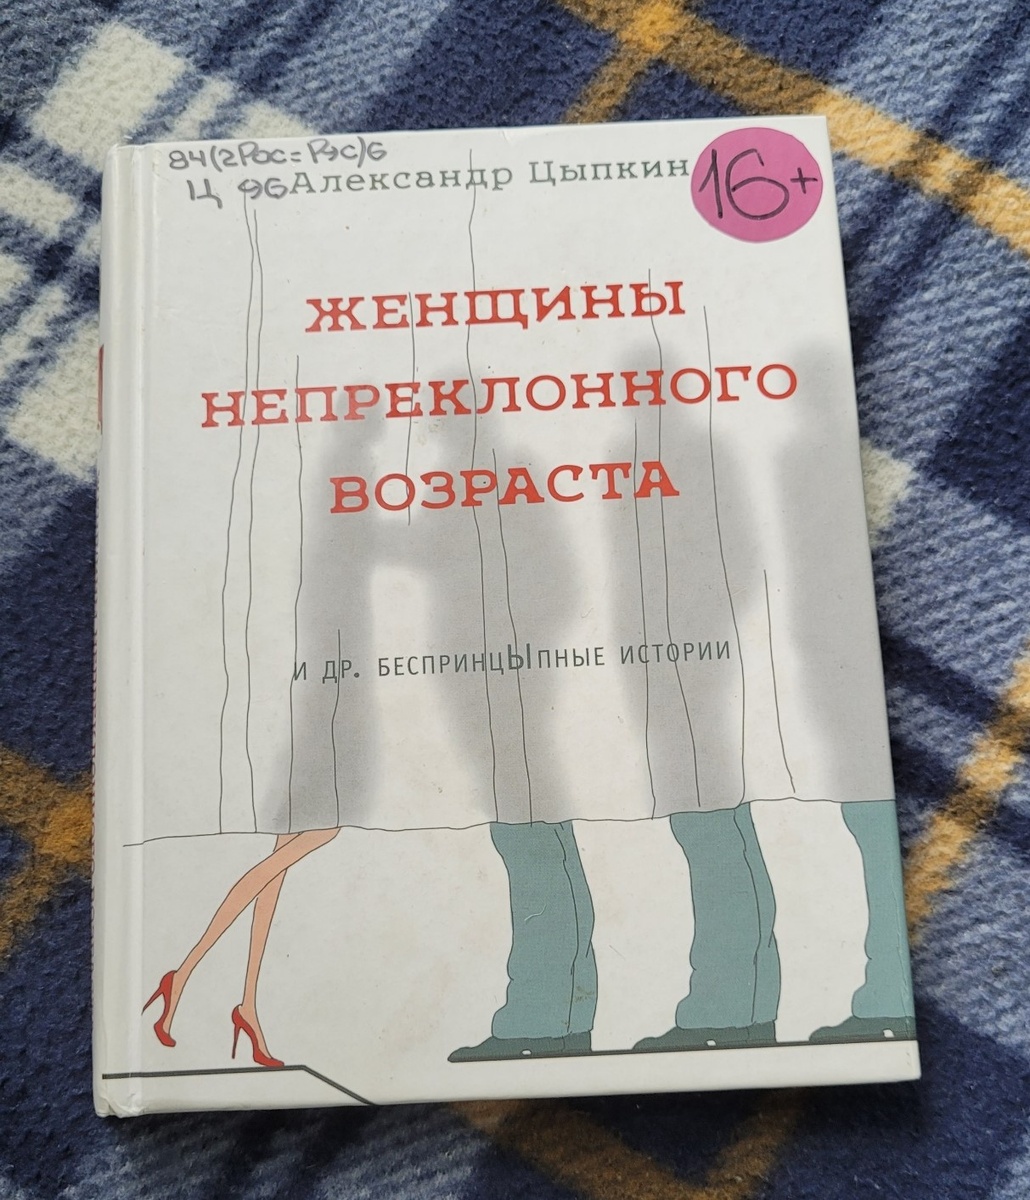 84(2Рос=Рус)6
Ц 96 Александр Цыпкин
16+
ЖЕНЩИНЫ
НЕПРЕКЛОННОГО
ВОЗРАСТА
И ДР. БЕСПРИНЦЫПНЫЕ ИСТОРИИ